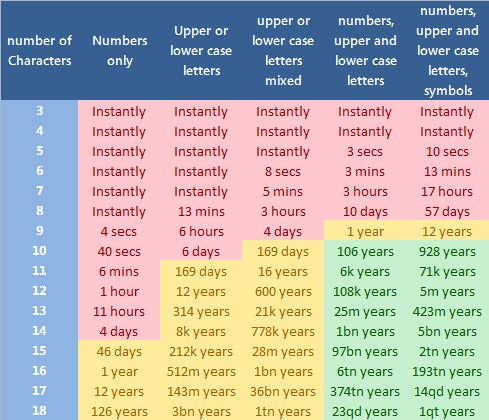 number of Characters | Numbers only | Upper or lower case letters | upper or lower case letters mixed | numbers, upper and lower case letters | numbers, upper and lower case letters, symbols
3 Instantly Instantly Instantly Instantly Instantly
4 Instantly Instantly Instantly Instantly Instantly
5 Instantly Instantly Instantly 3 secs 10 secs
6 Instantly Instantly 8 secs 3 mins 13 mins
7 Instantly Instantly 5 mins 3 hours 17 hours
8 Instantly 13 mins 3 hours 10 days 57 days
9 4 secs 6 hours 4 days 1 year 12 years
10 40 secs 6 days 169 days 106 years 928 years
11 6 mins 169 days 16 years 6k years 71k years
12 1 hour 12 years 600 years 108k years 5m years
13 11 hours 314 years 21k years 25m years 423m years
14 4 days 8k years 778k years 1bn years 5bn years
15 46 days 212k years 28m years 97bn years 2tn years
16 1 year 512m years 1bn years 6tn years 193tn years
17 12 years 143m years 36bn years 374tn years 14qd years
18 126 years 3bn years 1tn years 23qd years 1qt years